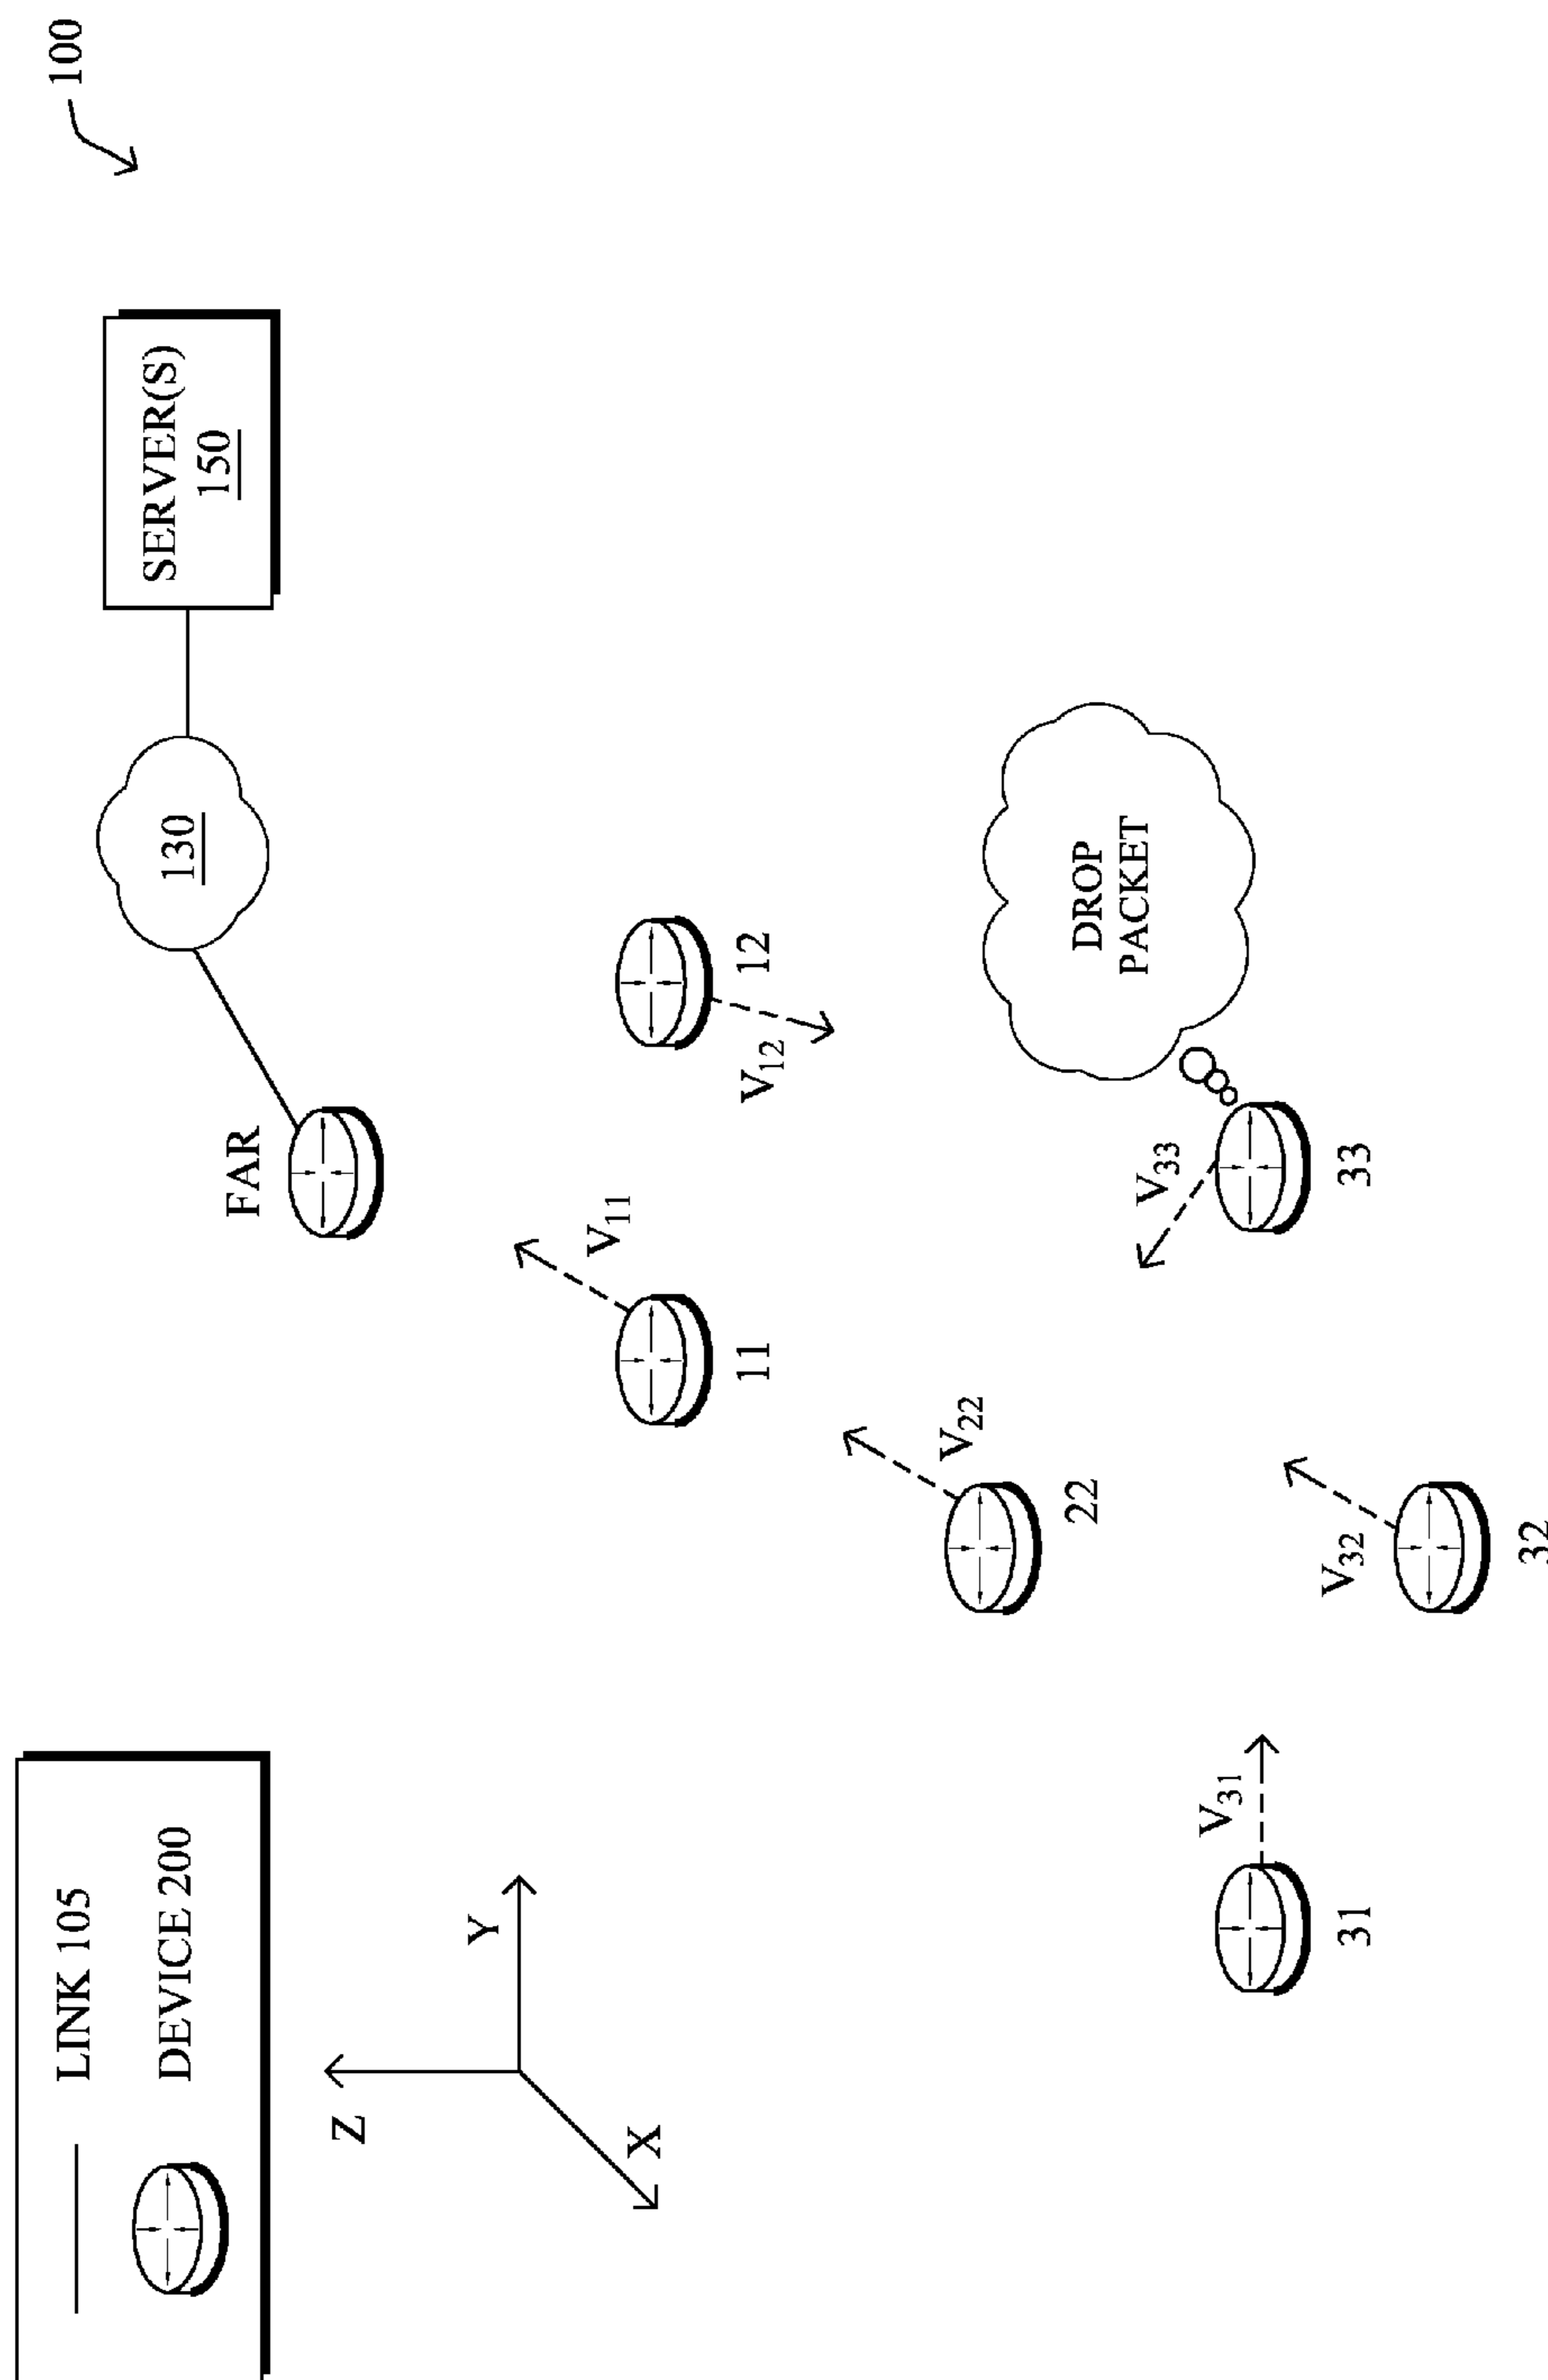 100
LINK 105
DEVICE 200
SERVER(S)
150
130
FAR
Z
Y
X
V11
11
12
V12
V22
22
DROP
PACKET
V33
33
V31
31
V32
32